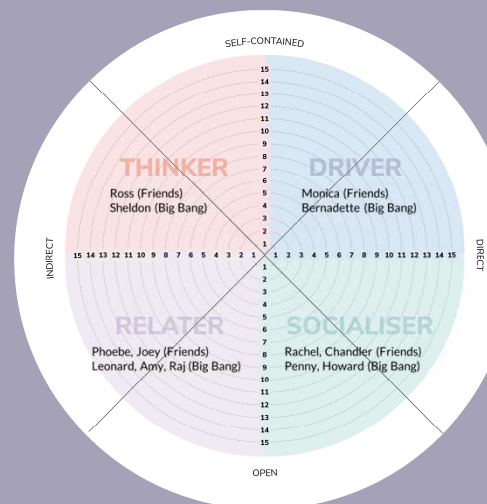 SELF-CONTAINED
15
14
13
12
11
10
9
8
7
6
5
4
3
2
1
THINKER
Ross (Friends)
Sheldon (Big Bang)
DRIVER
Monica (Friends)
Bernadette (Big Bang)
INDIRECT
15 14 13 12 11 10 9 8 7 6 5 4 3 2 1
1 2 3 4 5 6 7 8 9 10 11 12 13 14 15
DIRECT
1
2
3
4
5
6
7
8
9
10
11
12
13
14
15
RELATER
Phoebe, Joey (Friends)
Leonard, Amy, Raj (Big Bang)
SOCIALISER
Rachel, Chandler (Friends)
Penny, Howard (Big Bang)
OPEN